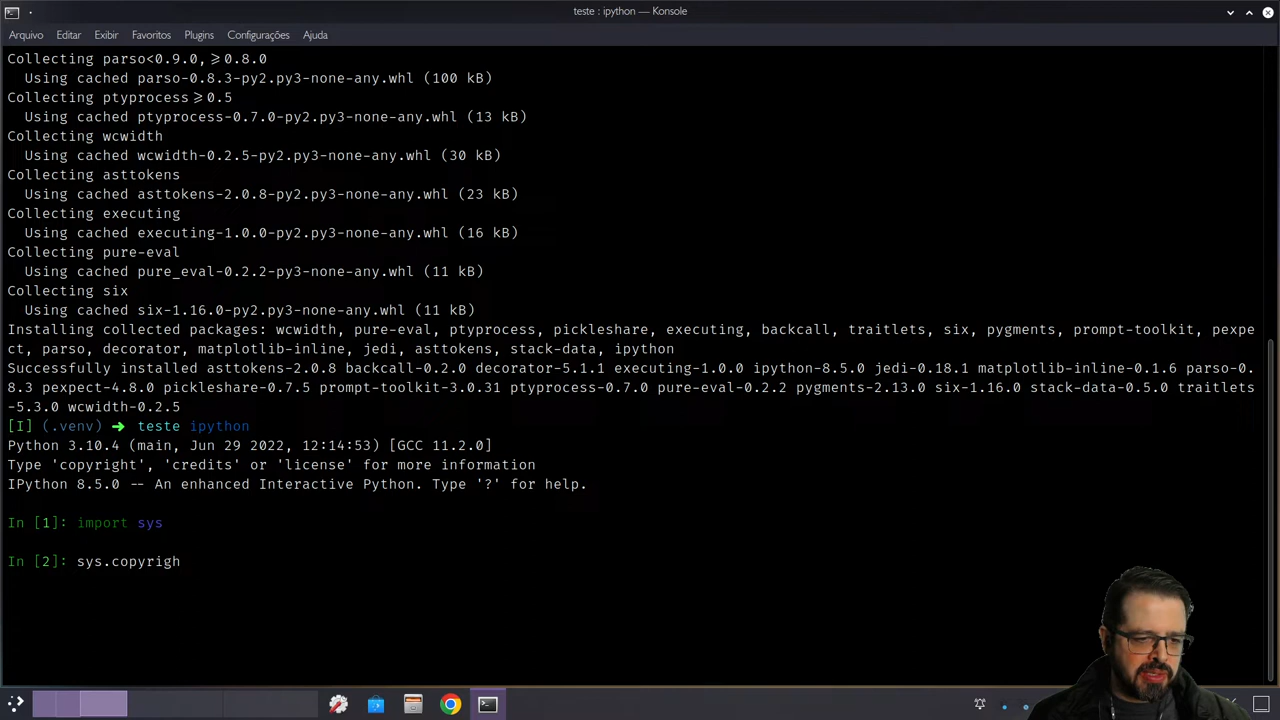 teste : ipython — Konsole
Arquivo Editar Exibir Favoritos Plugins Configurações Ajuda
Collecting parso<0.9.0,>=0.8.0
Using cached parso-0.8.3-py2.py3-none-any.whl (100 kB)
Collecting ptyprocess>=0.5
Using cached ptyprocess-0.7.0-py2.py3-none-any.whl (13 kB)
Collecting wcwidth
Using cached wcwidth-0.2.5-py2.py3-none-any.whl (30 kB)
Collecting asttokens
Using cached asttokens-2.0.8-py2.py3-none-any.whl (23 kB)
Collecting executing
Using cached executing-1.0.0-py2.py3-none-any.whl (16 kB)
Collecting pure-eval
Using cached pure_eval-0.2.2-py3-none-any.whl (11 kB)
Collecting six
Using cached six-1.16.0-py2.py3-none-any.whl (11 kB)
Installing collected packages: wcwidth, pure-eval, ptyprocess, pickleshare, executing, backcall, traitlets, six, pygments, prompt-toolkit, pexpe
ct, parso, decorator, matplotlib-inline, jedi, asttokens, stack-data, ipython
Successfully installed asttokens-2.0.8 backcall-0.2.0 decorator-5.1.1 executing-1.0.0 ipython-8.5.0 jedi-0.18.1 matplotlib-inline-0.1.6 parso-0.
8.3 pexpect-4.8.0 pickleshare-0.7.5 prompt-toolkit-3.0.31 ptyprocess-0.7.0 pure-eval-0.2.2 pygments-2.13.0 six-1.16.0 stack-data-0.5.0 traitlets
-5.3.0 wcwidth-0.2.5
[I] (.venv) ➜ teste ipython
Python 3.10.4 (main, Jun 29 2022, 12:14:53) [GCC 11.2.0]
Type 'copyright', 'credits' or 'license' for more information
IPython 8.5.0 -- An enhanced Interactive Python. Type '?' for help.
In [1]: import sys
In [2]: sys.copyrigh